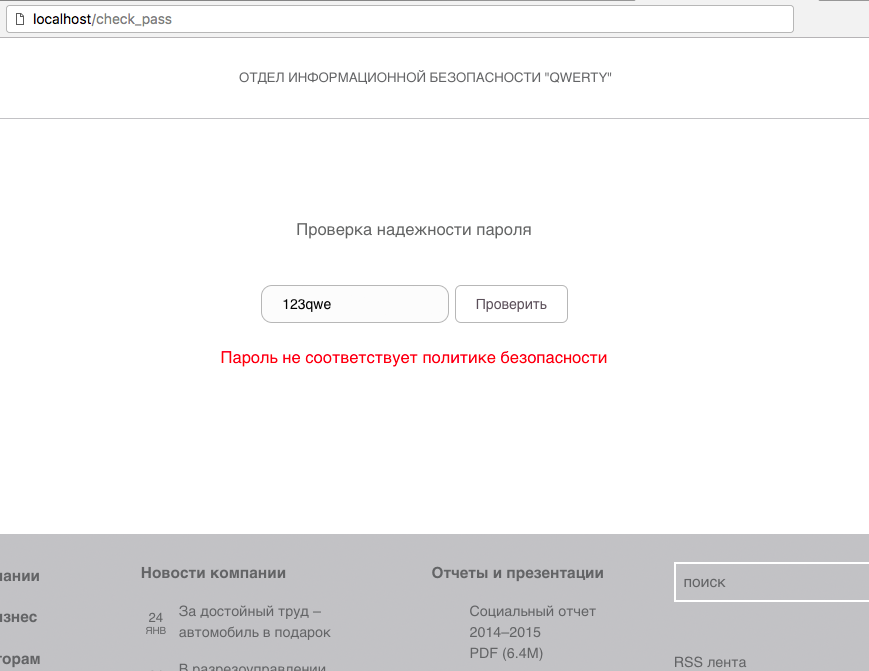 localhost/check_pass
ОТДЕЛ ИНФОРМАЦИОННОЙ БЕЗОПАСНОСТИ "QWERTY"
Проверка надежности пароля
123qwe
Проверить
Пароль не соответствует политике безопасности
пании
изнес
торам
Новости компании
24
ЯНВ
За достойный труд –
автомобиль в подарок
В разрезоуправлении
Отчеты и презентации
Социальный отчет
2014–2015
PDF (6.4M)
поиск
RSS лента